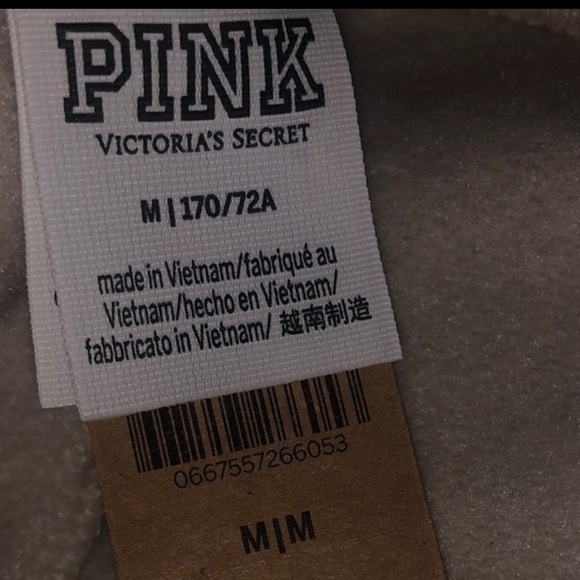 PINK
VICTORIA'S SECRET
M | 170/72A
made in Vietnam/fabriqué au
Vietnam/hecho en Vietnam/
fabbricato in Vietnam/ 越南制造
0667557266053
M|M